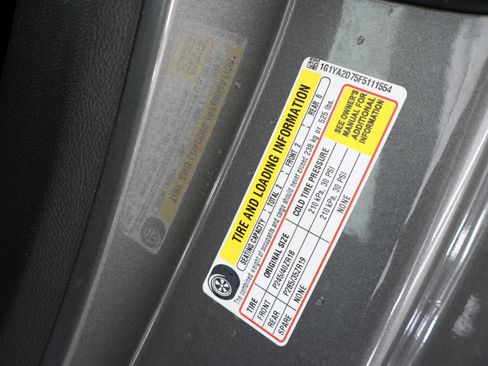 1G1YA2D75F5111554
TIRE AND LOADING INFORMATION
SEATING CAPACITY TOTAL 2 FRONT 2 REAR 0
The combined weight of occupants and cargo should never exceed 238 kg or 525 lbs.
TIRE ORIGINAL SIZE COLD TIRE PRESSURE
FRONT P245/40ZR18 210 kPa, 30 PSI
REAR P285/35ZR19 210 kPa, 30 PSI
SPARE NONE NONE
SEE OWNER'S
MANUAL FOR
ADDITIONAL
INFORMATION